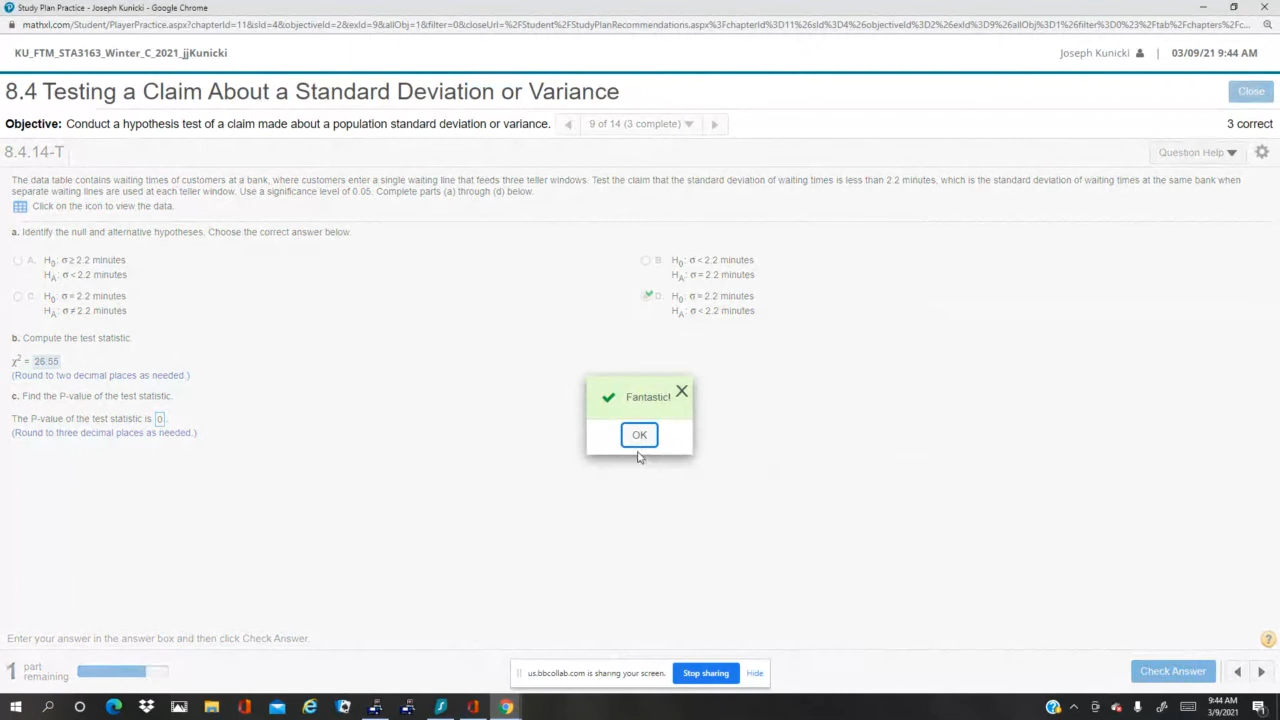 Study Plan Practice - Joseph Kunicki - Google Chrome
mathxl.com/Student/PlayerPractice.aspx?chapterId=11&sId=4&objectiveId=2&exId=9&allObj=1&filter=0&closeUrl=%2FStudent%2FStudyPlanRecommendations.aspx%3FchapterId%3D11%26sId%3D4%26objectiveId%3D2%26exId%3D9%26allObj%3D1%26filter%3D0%23%2Ftab%2Fchapters%2Fc...
KU_FTM_STA3163_Winter_C_2021_jjKunicki
Joseph Kunicki | 03/09/21 9:44 AM
8.4 Testing a Claim About a Standard Deviation or Variance
Close
Objective: Conduct a hypothesis test of a claim made about a population standard deviation or variance.
9 of 14 (3 complete)
3 correct
8.4.14-T
Question Help
The data table contains waiting times of customers at a bank, where customers enter a single waiting line that feeds three teller windows. Test the claim that the standard deviation of waiting times is less than 2.2 minutes, which is the standard deviation of waiting times at the same bank when
separate waiting lines are used at each teller window. Use a significance level of 0.05. Complete parts (a) through (d) below.
Click on the icon to view the data.
a. Identify the null and alternative hypotheses. Choose the correct answer below.
A. H0: σ ≥ 2.2 minutes
HA: σ < 2.2 minutes
B. H0: σ < 2.2 minutes
HA: σ = 2.2 minutes
C. H0: σ = 2.2 minutes
HA: σ ≠ 2.2 minutes
D. H0: σ = 2.2 minutes
HA: σ < 2.2 minutes
b. Compute the test statistic.
χ2 = 26.55
(Round to two decimal places as needed.)
c. Find the P-value of the test statistic.
The P-value of the test statistic is 0.
(Round to three decimal places as needed.)
Fantastic!
OK
Enter your answer in the answer box and then click Check Answer.
1 part
remaining
us.bbcollab.com is sharing your screen.
Stop sharing
Hide
Check Answer
9:44 AM
3/9/2021